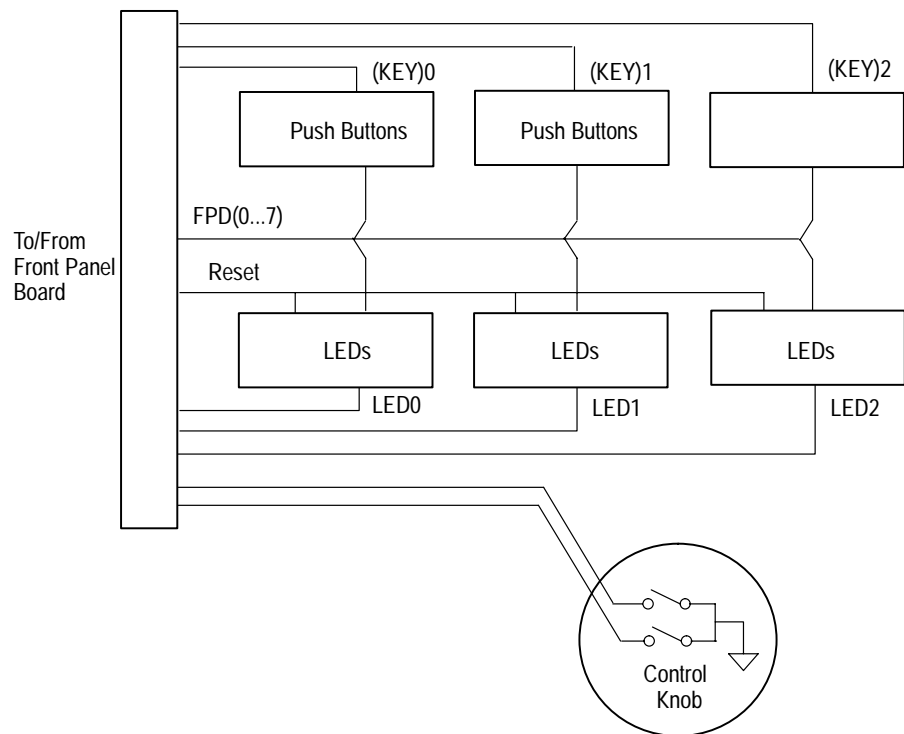 (KEY)0
(KEY)1
(KEY)2
Push Buttons
Push Buttons
FPD(0...7)
To/From
Front Panel
Board
Reset
LEDs
LEDs
LEDs
LED0
LED1
LED2
Control
Knob